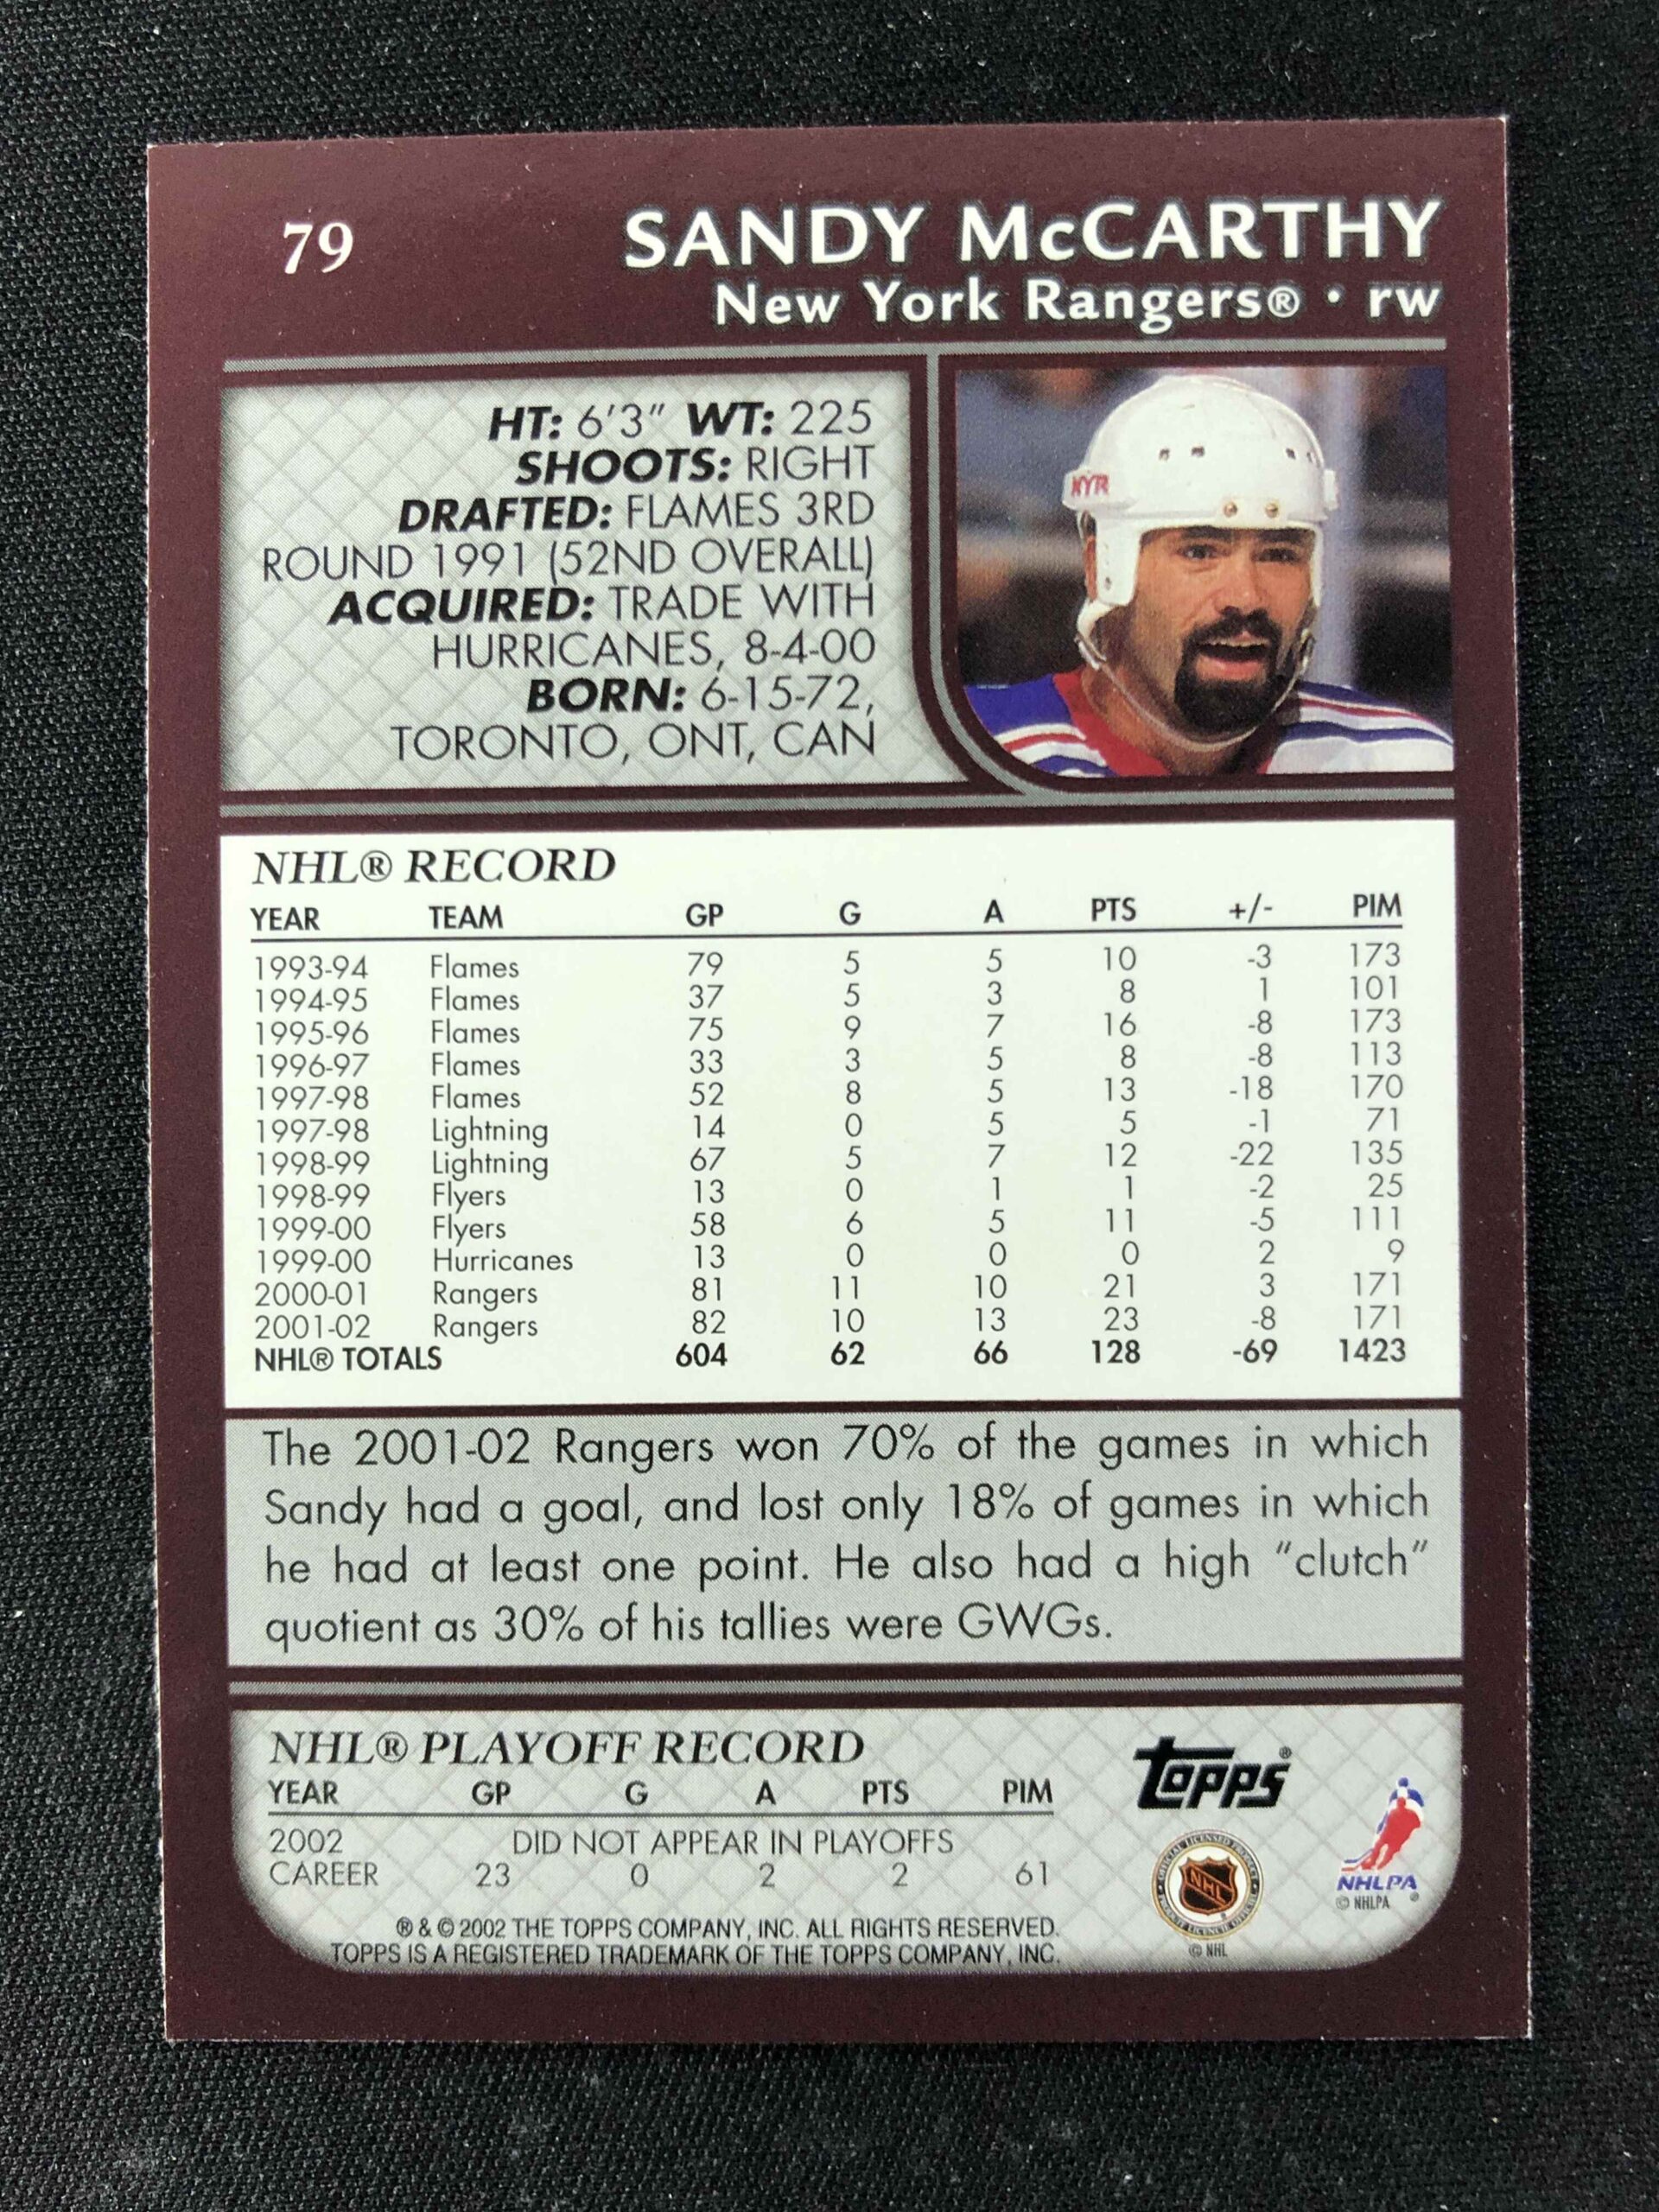 79
SANDY McCARTHY
New York Rangers® • rw
HT: 6'3" WT: 225
SHOOTS: RIGHT
DRAFTED: FLAMES 3RD
ROUND 1991 (52ND OVERALL)
ACQUIRED: TRADE WITH
HURRICANES, 8-4-00
BORN: 6-15-72,
TORONTO, ONT, CAN
NYR
NHL® RECORD
YEAR TEAM GP G A PTS +/- PIM
1993-94 Flames 79 5 5 10 -3 173
1994-95 Flames 37 5 3 8 1 101
1995-96 Flames 75 9 7 16 -8 173
1996-97 Flames 33 3 5 8 -8 113
1997-98 Flames 52 8 5 13 -18 170
1997-98 Lightning 14 0 5 5 -1 71
1998-99 Lightning 67 5 7 12 -22 135
1998-99 Flyers 13 0 1 1 -2 25
1999-00 Flyers 58 6 5 11 -5 111
1999-00 Hurricanes 13 0 0 0 2 9
2000-01 Rangers 81 11 10 21 3 171
2001-02 Rangers 82 10 13 23 -8 171
NHL® TOTALS 604 62 66 128 -69 1423
The 2001-02 Rangers won 70% of the games in which
Sandy had a goal, and lost only 18% of games in which
he had at least one point. He also had a high "clutch"
quotient as 30% of his tallies were GWGs.
NHL® PLAYOFF RECORD
YEAR GP G A PTS PIM
2002 DID NOT APPEAR IN PLAYOFFS
CAREER 23 0 2 2 61
® & © 2002 THE TOPPS COMPANY, INC. ALL RIGHTS RESERVED.
TOPPS IS A REGISTERED TRADEMARK OF THE TOPPS COMPANY, INC.
Topps®
NHL
© NHL
NHLPA
© NHLPA ®